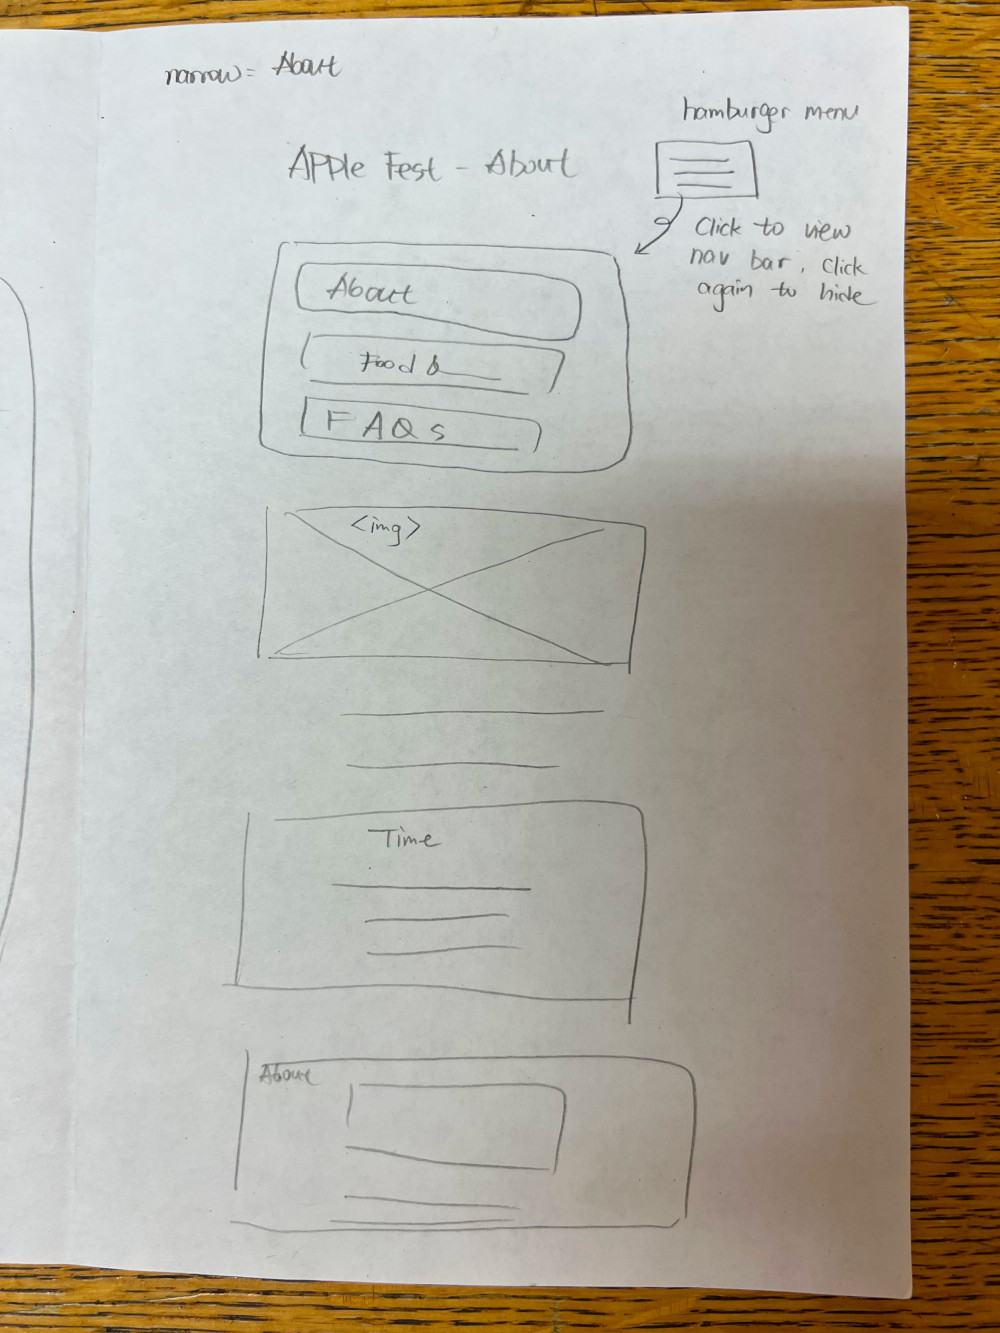 narrow = About
hamburger menu
Apple Fest - About
Click to view
nav bar, click
again to hide
About
Food &
FAQs
<img>
Time
About